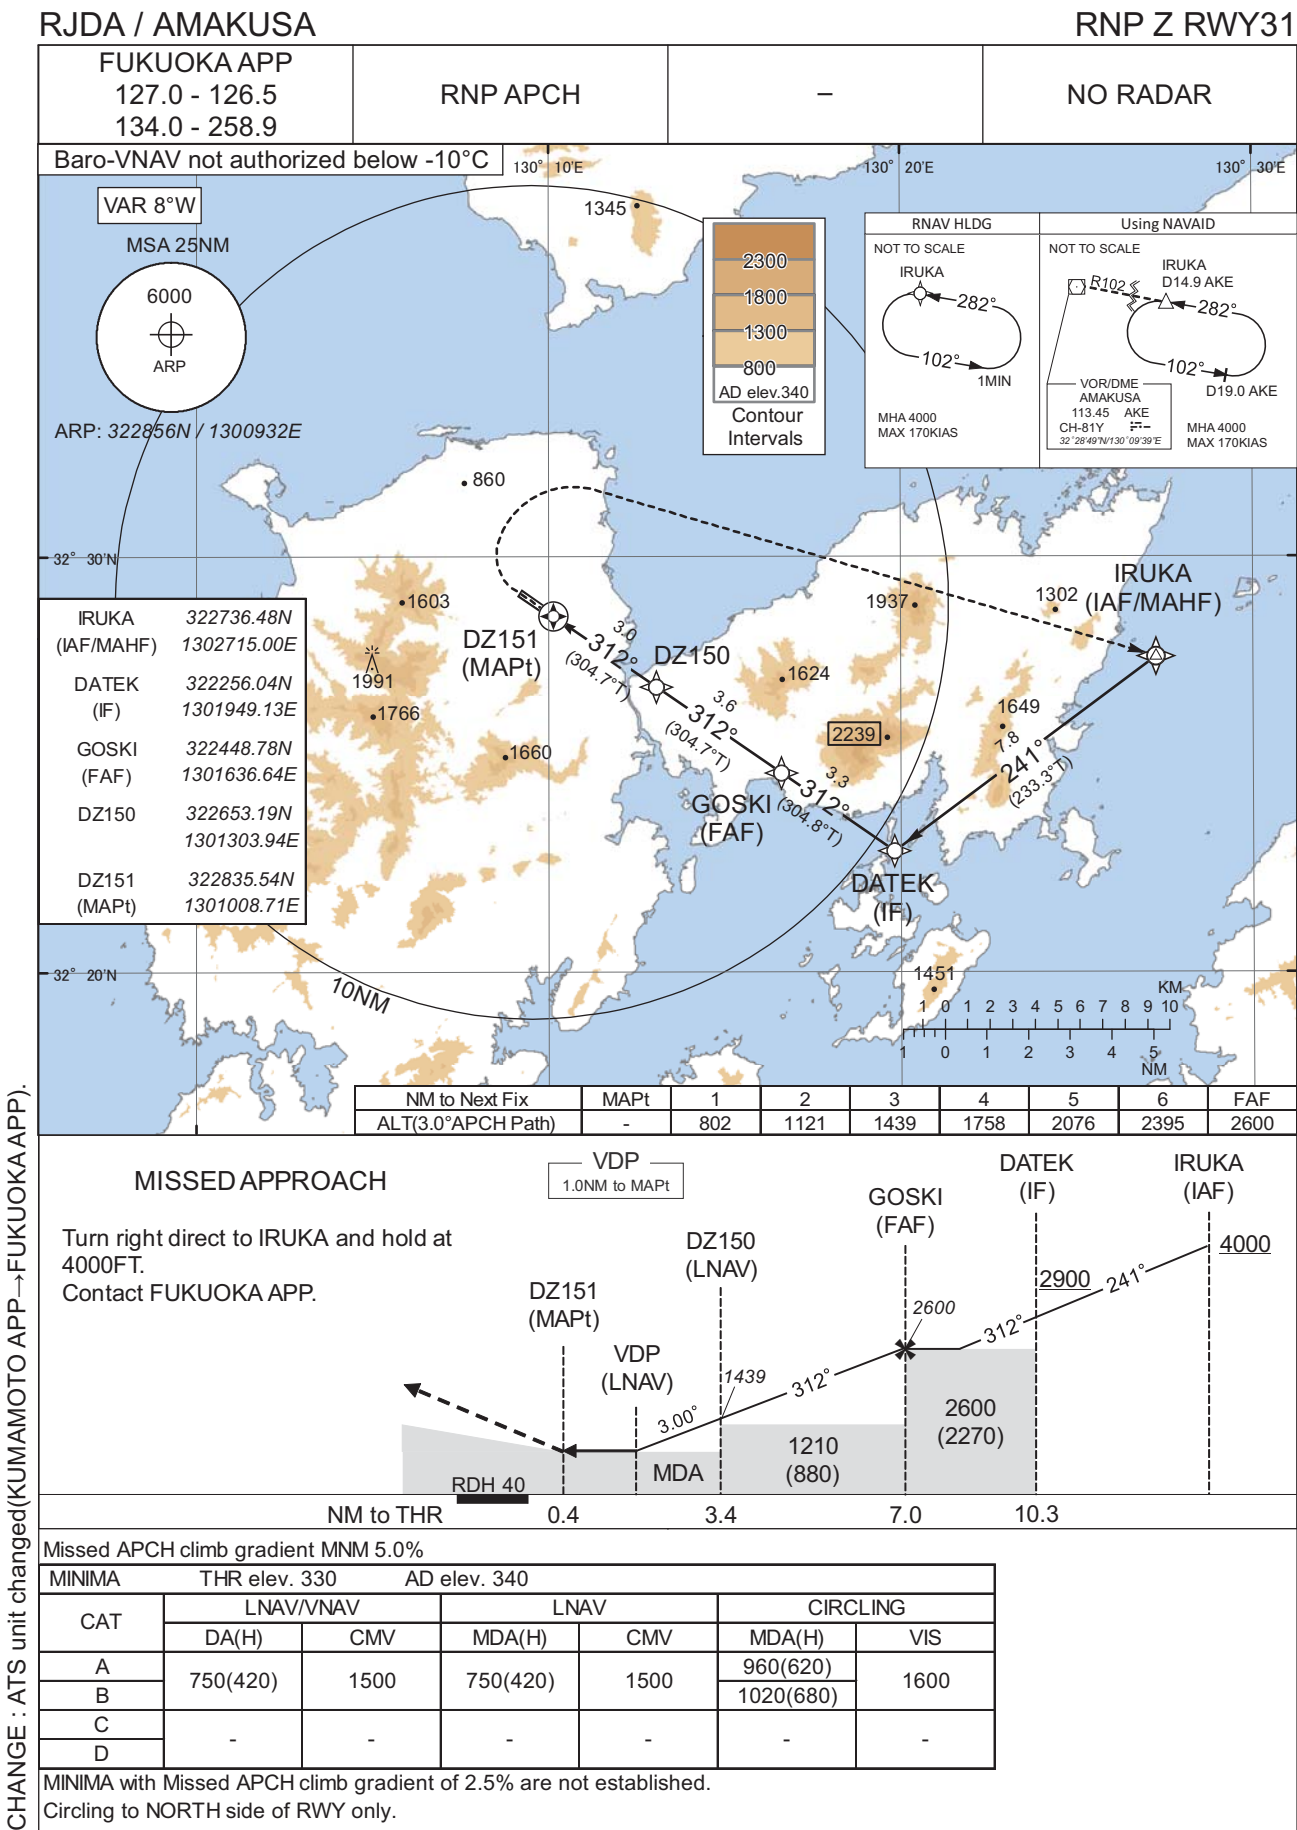 RJDA / AMAKUSA
RNP Z RWY31
FUKUOKA APP
127.0 - 126.5
134.0 - 258.9
RNP APCH
–
NO RADAR
Baro-VNAV not authorized below -10°C
130° 10'E
130° 20'E
130° 30'E
VAR 8°W
MSA 25NM
6000
ARP
ARP: 322856N / 1300932E
1345
2300
1800
1300
800
AD elev.340
Contour
Intervals
RNAV HLDG
NOT TO SCALE
IRUKA
282°
102°
1MIN
MHA 4000
MAX 170KIAS
Using NAVAID
NOT TO SCALE
IRUKA
D14.9 AKE
R102
282°
102°
D19.0 AKE
VOR/DME
AMAKUSA
113.45 AKE
CH-81Y
32°28'49"N/130°09'39"E
MHA 4000
MAX 170KIAS
860
32° 30'N
IRUKA
(IAF/MAHF)
1302
1937
1603
DZ151
(MAPt)
3.0
312°
(304.7°T)
DZ150
1624
1991
1766
1660
3.6
312°
(304.7°T)
2239
1649
7.8
241°
(233.3°T)
GOSKI
(FAF)
3.3
312°
(304.8°T)
DATEK
(IF)
IRUKA 322736.48N
(IAF/MAHF) 1302715.00E
DATEK 322256.04N
(IF) 1301949.13E
GOSKI 322448.78N
(FAF) 1301636.64E
DZ150 322653.19N
1301303.94E
DZ151 322835.54N
(MAPt) 1301008.71E
32° 20'N
10NM
1451
KM
1 0 1 2 3 4 5 6 7 8 9 10
1 0 1 2 3 4 5
NM
NM to Next Fix MAPt 1 2 3 4 5 6 FAF
ALT(3.0°APCH Path) - 802 1121 1439 1758 2076 2395 2600
MISSED APPROACH
Turn right direct to IRUKA and hold at
4000FT.
Contact FUKUOKA APP.
VDP
1.0NM to MAPt
DZ151
(MAPt)
VDP
(LNAV)
DZ150
(LNAV)
GOSKI
(FAF)
DATEK
(IF)
IRUKA
(IAF)
4000
2900
241°
2600
312°
1439
312°
3.00°
2600
(2270)
1210
(880)
MDA
RDH 40
NM to THR 0.4 3.4 7.0 10.3
Missed APCH climb gradient MNM 5.0%
MINIMA THR elev. 330 AD elev. 340
CAT LNAV/VNAV LNAV CIRCLING
DA(H) CMV MDA(H) CMV MDA(H) VIS
A 750(420) 1500 750(420) 1500 960(620) 1600
B 1020(680)
C - - - - - -
D
MINIMA with Missed APCH climb gradient of 2.5% are not established.
Circling to NORTH side of RWY only.
CHANGE : ATS unit changed(KUMAMOTO APP→FUKUOKA APP).